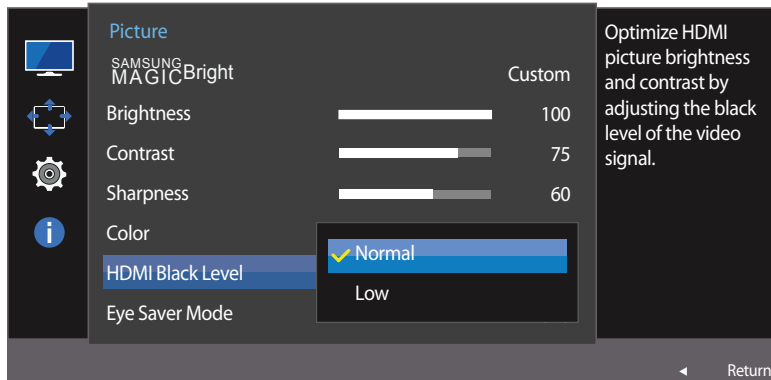 Picture
SAMSUNG
MAGICBright Custom
Brightness 100
Contrast 75
Sharpness 60
Color
HDMI Black Level
Eye Saver Mode
Normal
Low
Optimize HDMI
picture brightness
and contrast by
adjusting the black
level of the video
signal.
Return